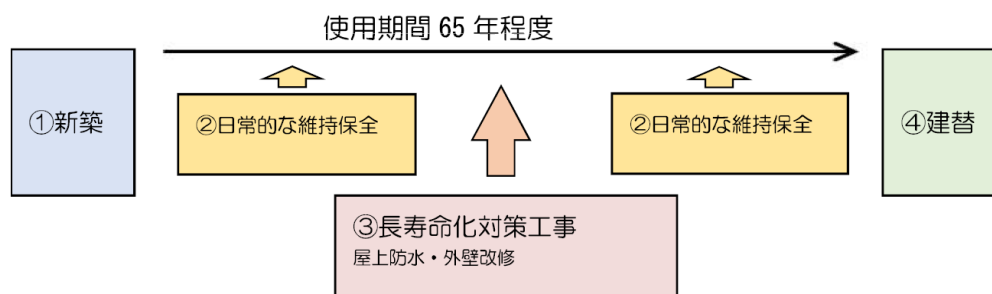 使用期間 65 年程度
①新築
②日常的な維持保全
②日常的な維持保全
④建替
③長寿命化対策工事
屋上防水・外壁改修